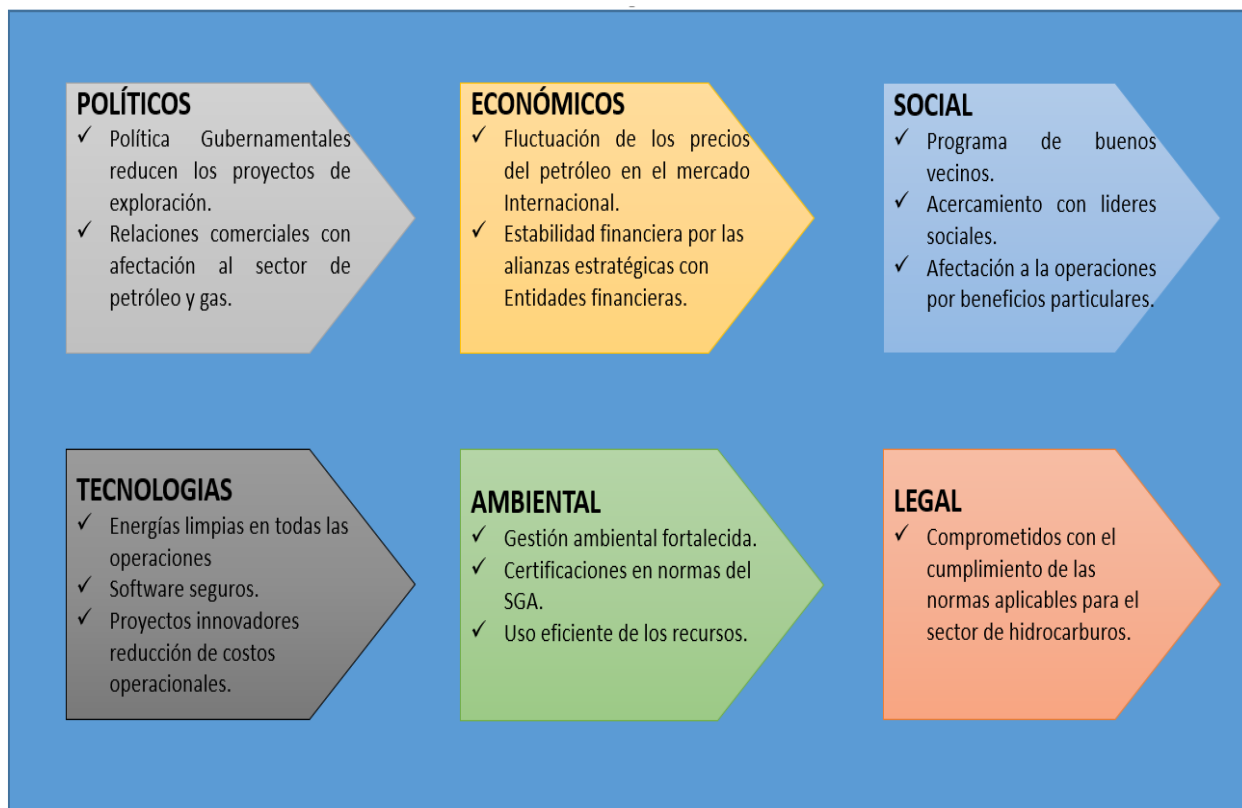 POLÍTICOS
✓ Política Gubernamentales
reducen los proyectos de
exploración.
✓ Relaciones comerciales con
afectación al sector de
petróleo y gas.
ECONÓMICOS
✓ Fluctuación de los precios
del petróleo en el mercado
Internacional.
✓ Estabilidad financiera por las
alianzas estratégicas con
Entidades financieras.
SOCIAL
✓ Programa de buenos
vecinos.
✓ Acercamiento con lideres
sociales.
✓ Afectación a la operaciones
por beneficios particulares.
TECNOLOGIAS
✓ Energías limpias en todas las
operaciones
✓ Software seguros.
✓ Proyectos innovadores
reducción de costos
operacionales.
AMBIENTAL
✓ Gestión ambiental fortalecida.
✓ Certificaciones en normas del
SGA.
✓ Uso eficiente de los recursos.
LEGAL
✓ Comprometidos con el
cumplimiento de las
normas aplicables para el
sector de hidrocarburos.